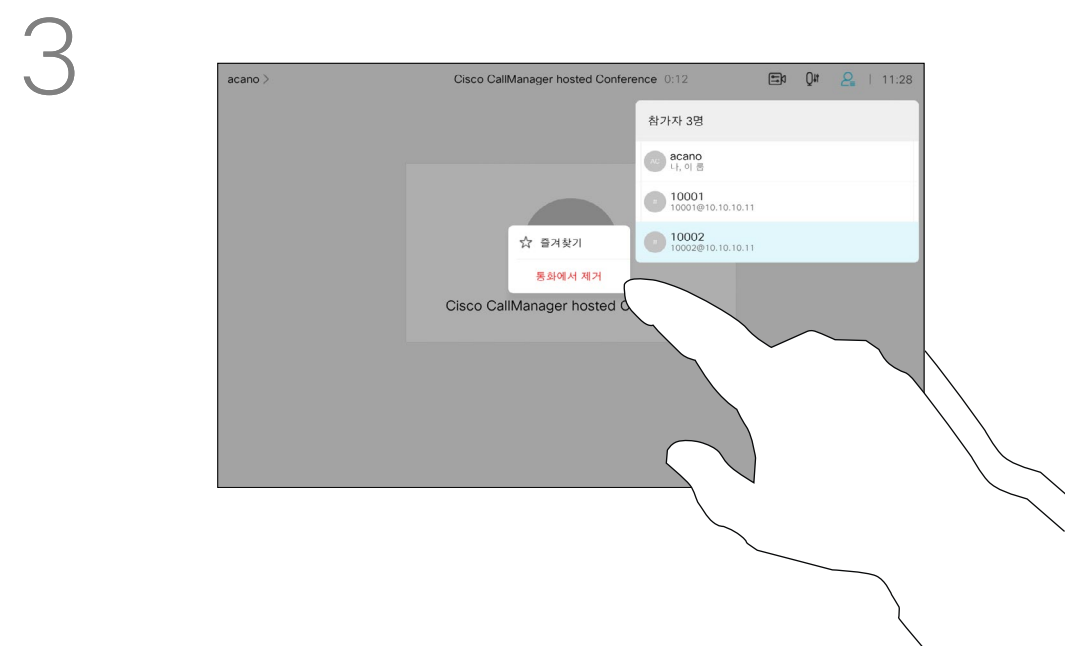 3
acano >
Cisco CallManager hosted Conference 0:12
11:28
참가자 3명
AC
acano
나, 이 룸
10001
10001@10.10.10.11
10002
10002@10.10.10.11
즐겨찾기
통화에서 제거
Cisco CallManager hosted C